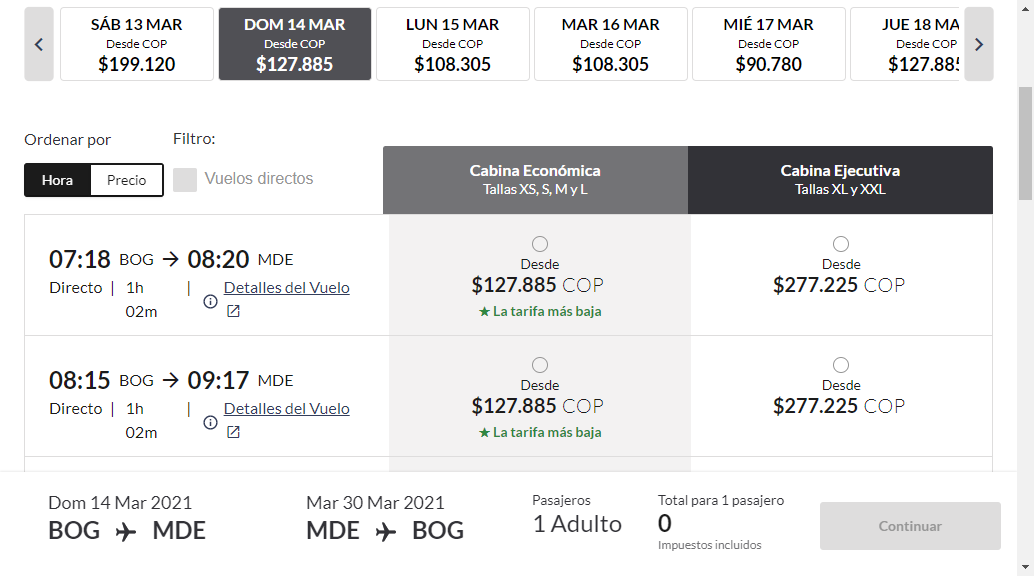 SÁB 13 MAR
Desde COP
$199.120
DOM 14 MAR
Desde COP
$127.885
LUN 15 MAR
Desde COP
$108.305
MAR 16 MAR
Desde COP
$108.305
MIÉ 17 MAR
Desde COP
$90.780
JUE 18 MA
Desde COP
$127.885
Ordenar por
Hora Precio
Filtro:
Vuelos directos
Cabina Económica
Tallas XS, S, M y L
Cabina Ejecutiva
Tallas XL y XXL
07:18 BOG → 08:20 MDE
Directo | 1h 02m | Detalles del Vuelo
Desde
$127.885 COP
★ La tarifa más baja
Desde
$277.225 COP
08:15 BOG → 09:17 MDE
Directo | 1h 02m | Detalles del Vuelo
Desde
$127.885 COP
★ La tarifa más baja
Desde
$277.225 COP
Dom 14 Mar 2021
BOG MDE
Mar 30 Mar 2021
MDE BOG
Pasajeros
1 Adulto
Total para 1 pasajero
0
Impuestos incluidos
Continuar